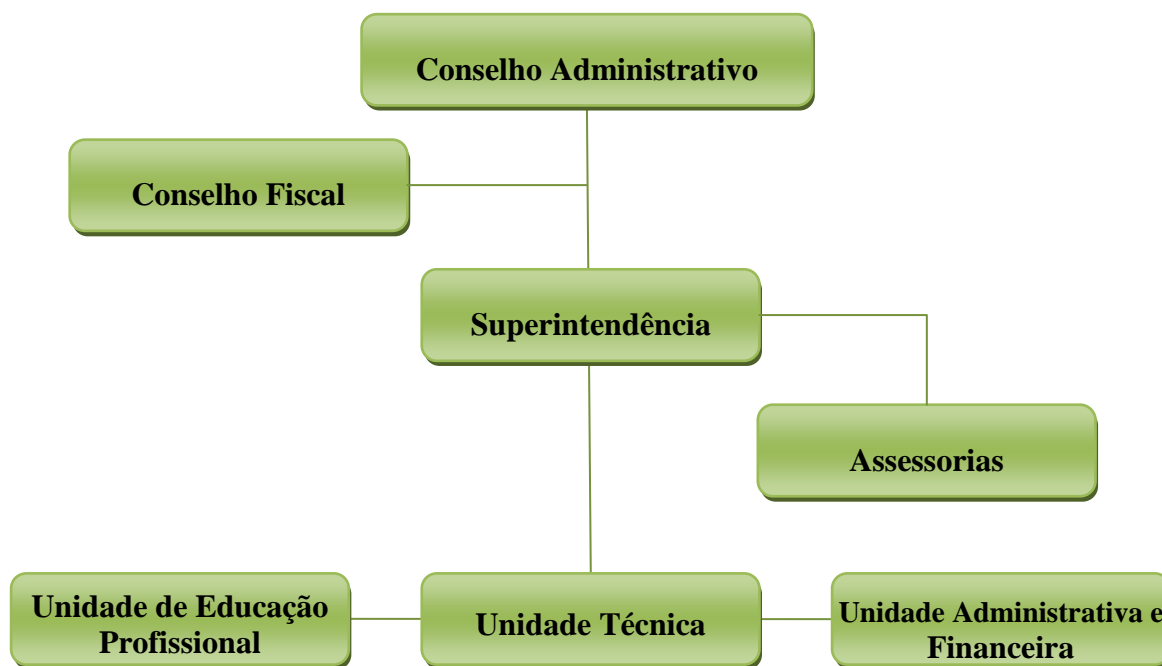 Conselho Administrativo
Conselho Fiscal
Superintendência
Assessorias
Unidade de Educação
Profissional
Unidade Técnica
Unidade Administrativa e
Financeira